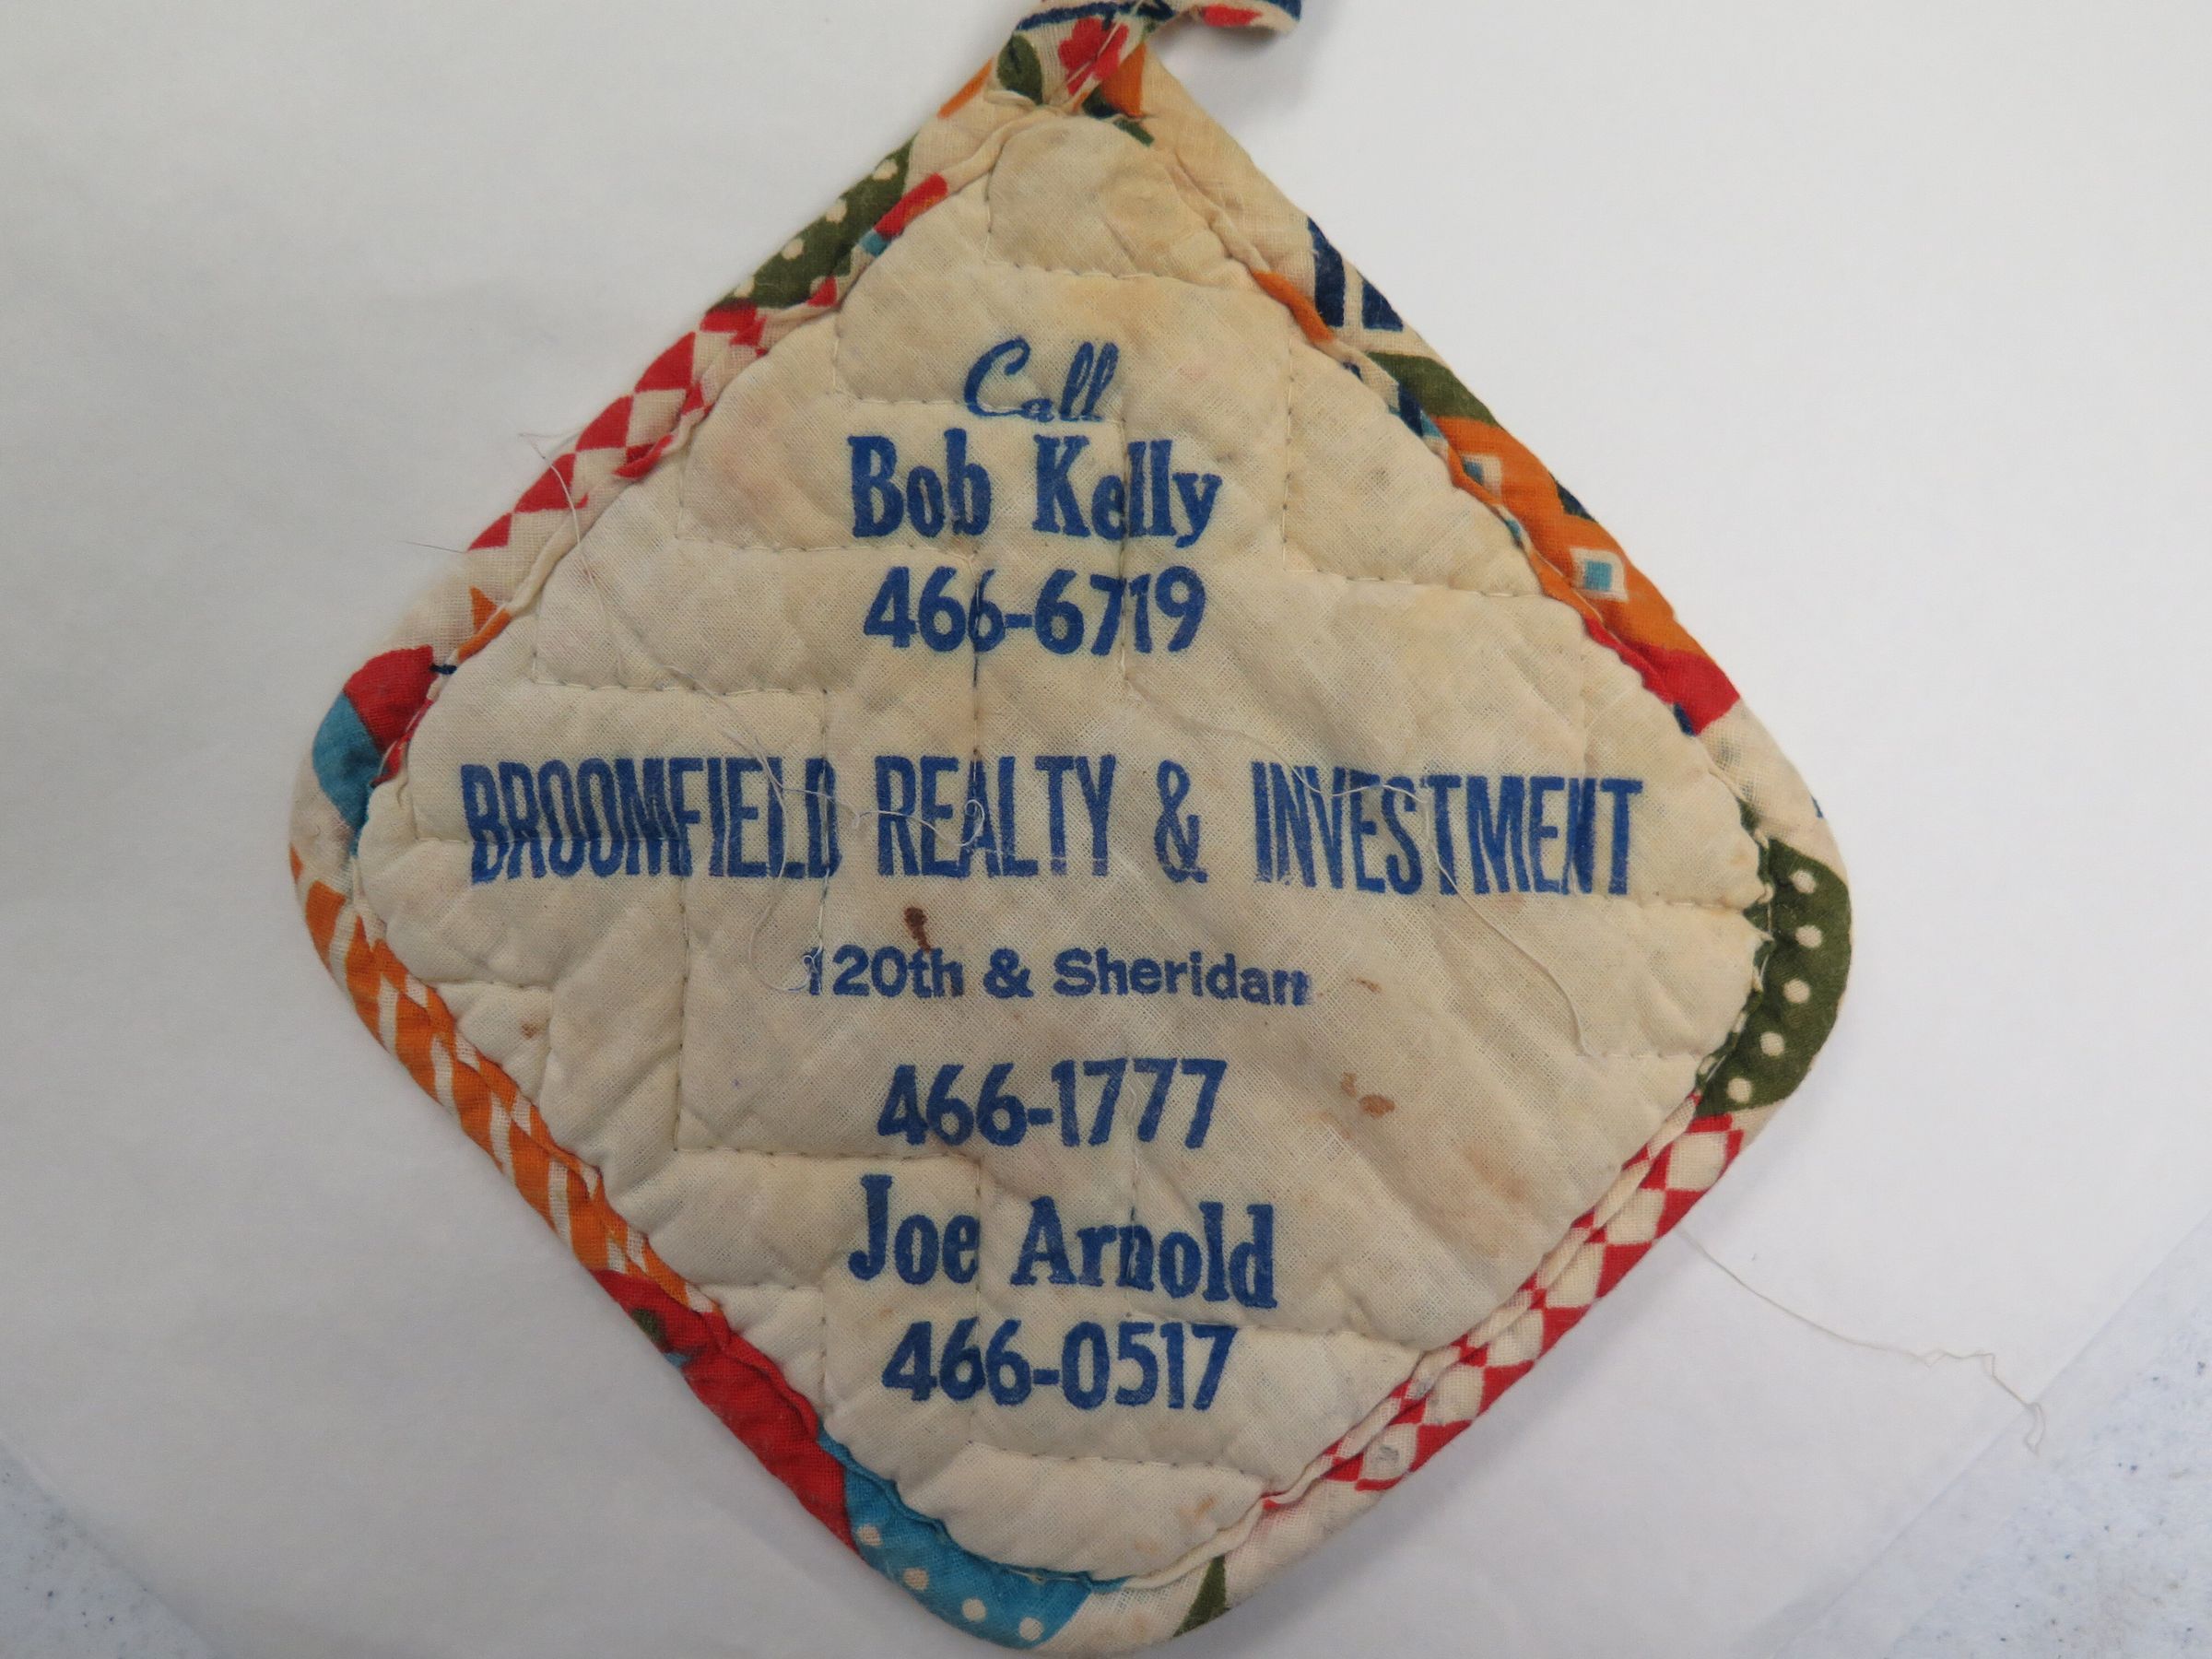 Call
Bob Kelly
466-6719
BROOMFIELD REALTY & INVESTMENT
120th & Sheridan
466-1777
Joe Arnold
466-0517